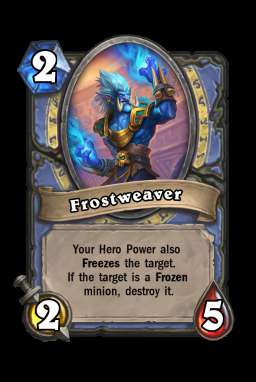 2
Frostweaver
Your Hero Power also
Freezes the target.
If the target is a Frozen
minion, destroy it.
2
5